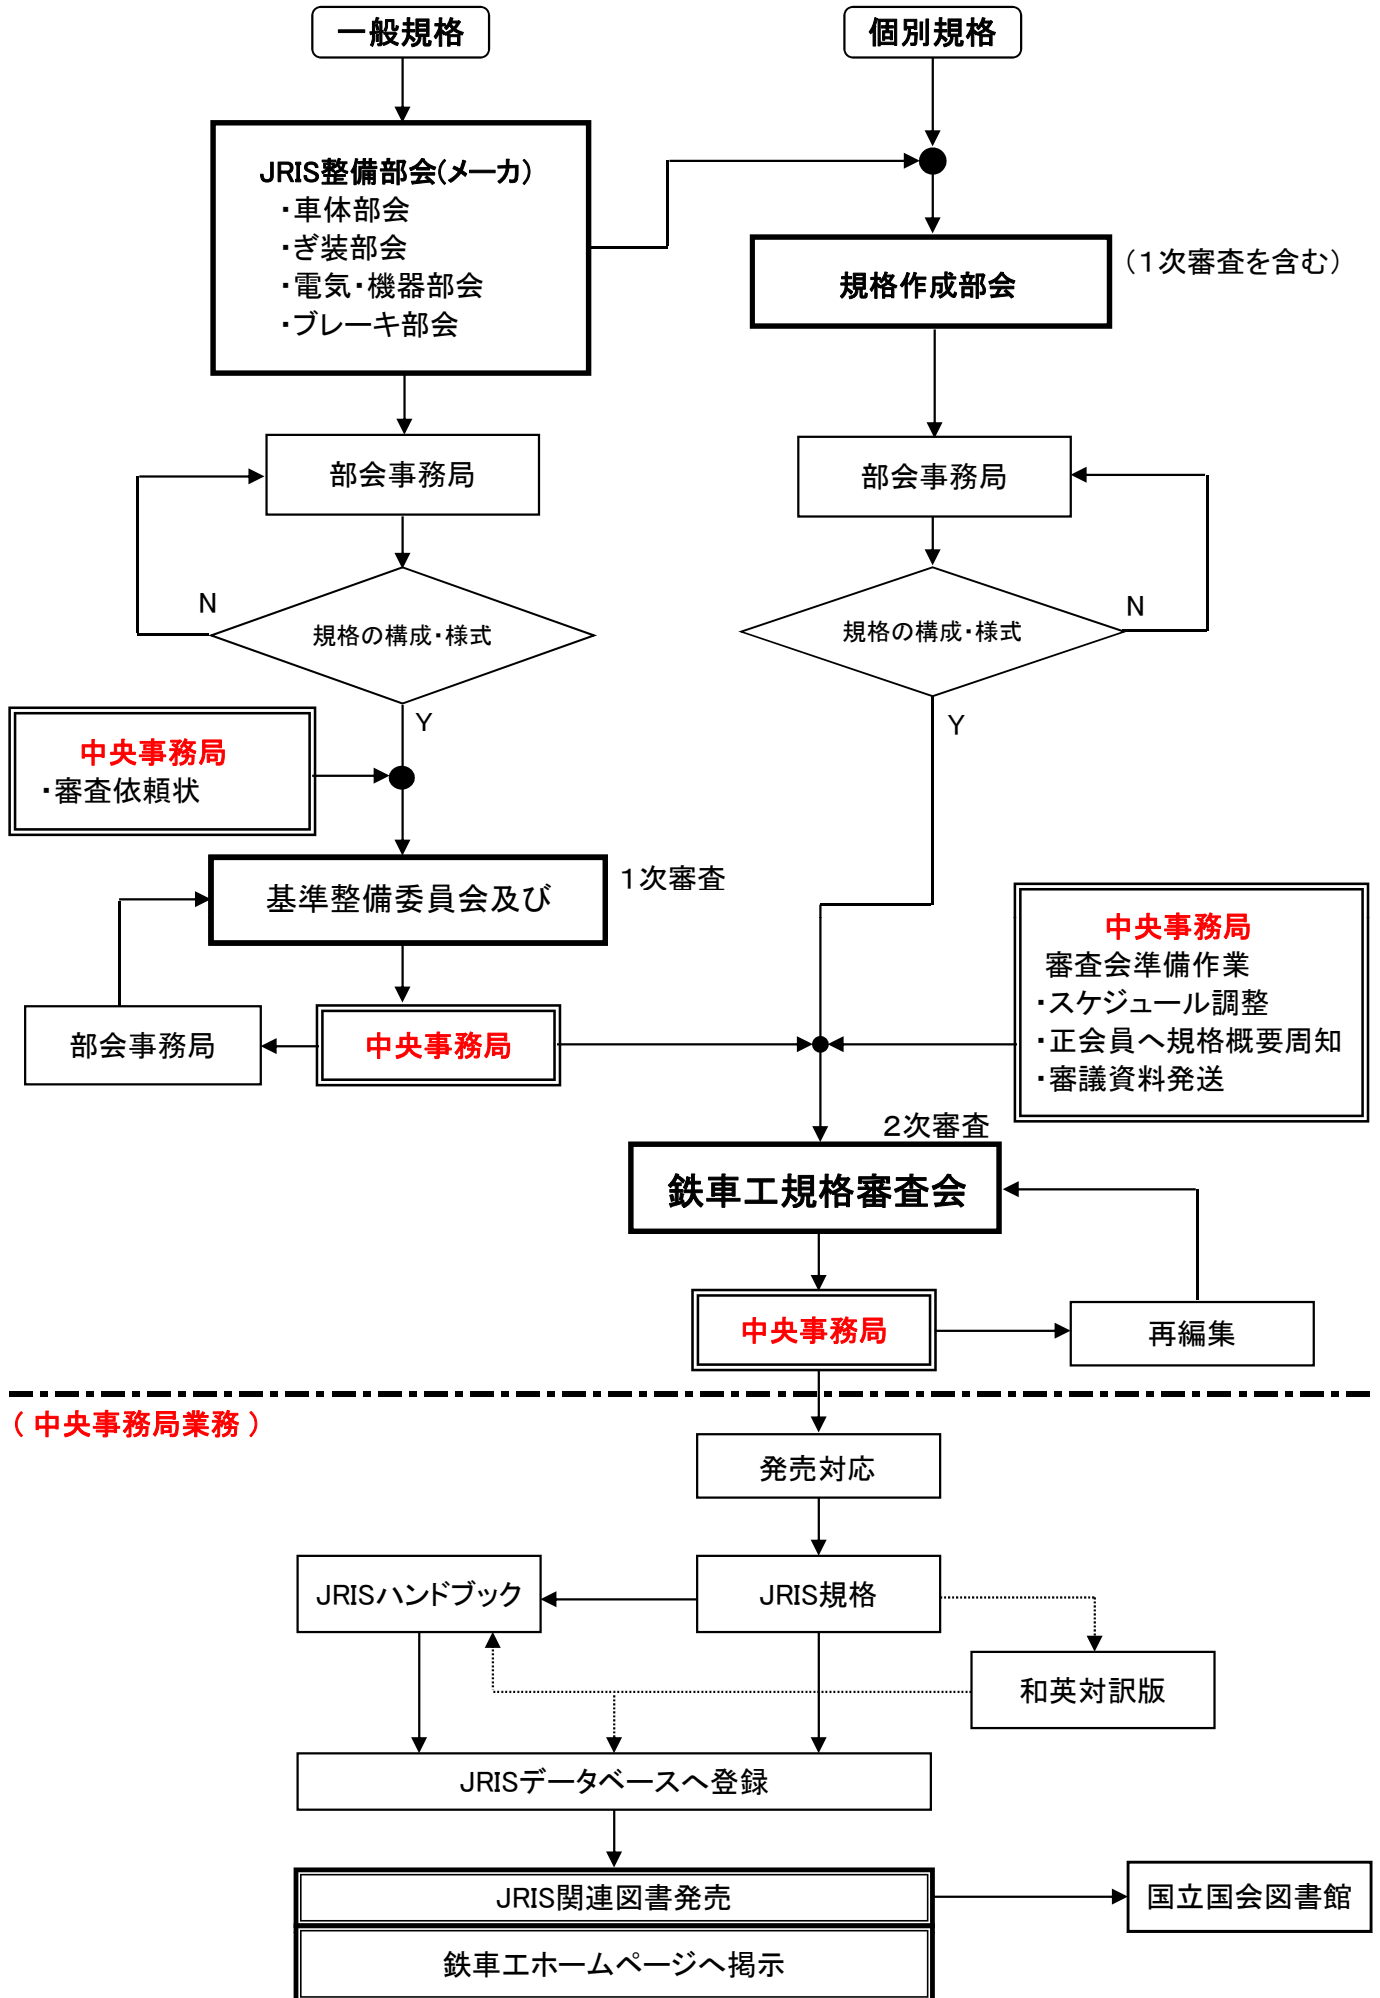 一般規格
個別規格
JRIS整備部会(メーカ)
・車体部会
・ぎ装部会
・電気・機器部会
・ブレーキ部会
規格作成部会
(1次審査を含む)
部会事務局
部会事務局
規格の構成・様式
N
Y
規格の構成・様式
N
Y
中央事務局
・審査依頼状
基準整備委員会及び
1次審査
中央事務局
審査会準備作業
・スケジュール調整
・正会員へ規格概要周知
・審議資料発送
部会事務局
中央事務局
2次審査
鉄車工規格審査会
中央事務局
再編集
( 中央事務局業務 )
発売対応
JRISハンドブック
JRIS規格
和英対訳版
JRISデータベースへ登録
JRIS関連図書発売
国立国会図書館
鉄車工ホームページへ掲示